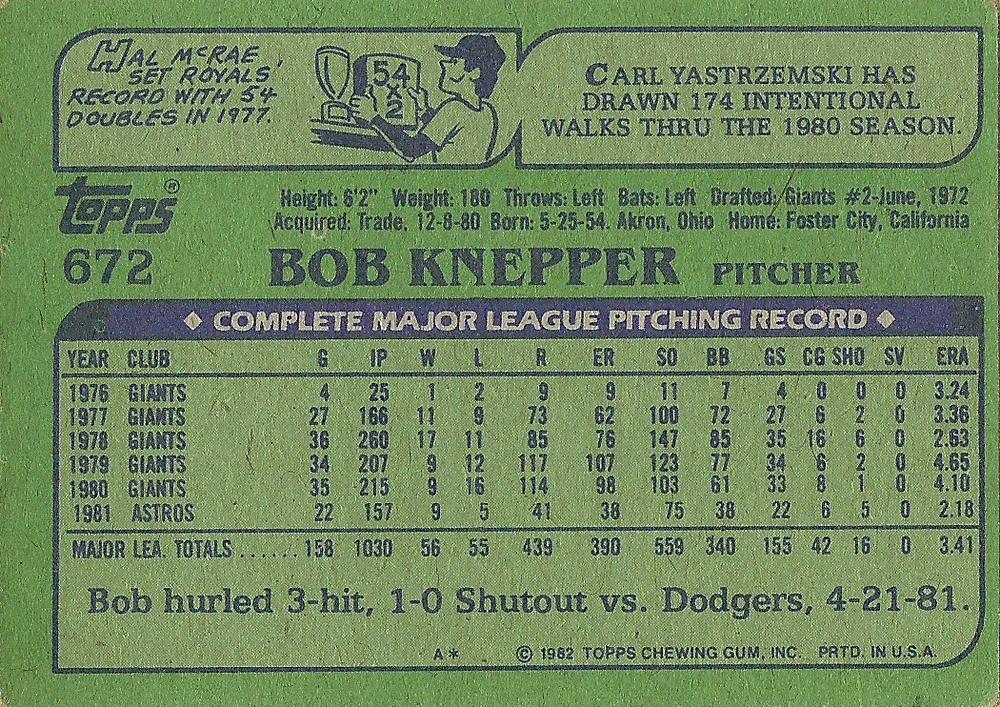 HAL McRAE
SET ROYALS'
RECORD WITH 54
DOUBLES IN 1977.
54
x
2
CARL YASTRZEMSKI HAS
DRAWN 174 INTENTIONAL
WALKS THRU THE 1980 SEASON.
Topps®
Height: 6'2" Weight: 180 Throws: Left Bats: Left Drafted: Giants #2-June, 1972
Acquired: Trade, 12-8-80 Born: 5-25-54, Akron, Ohio Home: Foster City, California
672 BOB KNEPPER PITCHER
COMPLETE MAJOR LEAGUE PITCHING RECORD
YEAR CLUB G IP W L R ER SO BB GS CG SHO SV ERA
1976 GIANTS 4 25 1 2 9 9 11 7 4 0 0 0 3.24
1977 GIANTS 27 166 11 9 73 62 100 72 27 6 2 0 3.36
1978 GIANTS 36 260 17 11 85 76 147 85 35 16 6 0 2.63
1979 GIANTS 34 207 9 12 117 107 123 77 34 6 2 0 4.65
1980 GIANTS 35 215 9 16 114 98 103 61 33 8 1 0 4.10
1981 ASTROS 22 157 9 5 41 38 75 38 22 6 5 0 2.18
MAJOR LEA. TOTALS...... 158 1030 56 55 439 390 559 340 155 42 16 0 3.41
Bob hurled 3-hit, 1-0 Shutout vs. Dodgers, 4-21-81.
A* © 1982 TOPPS CHEWING GUM, INC. PRTD. IN U.S.A.